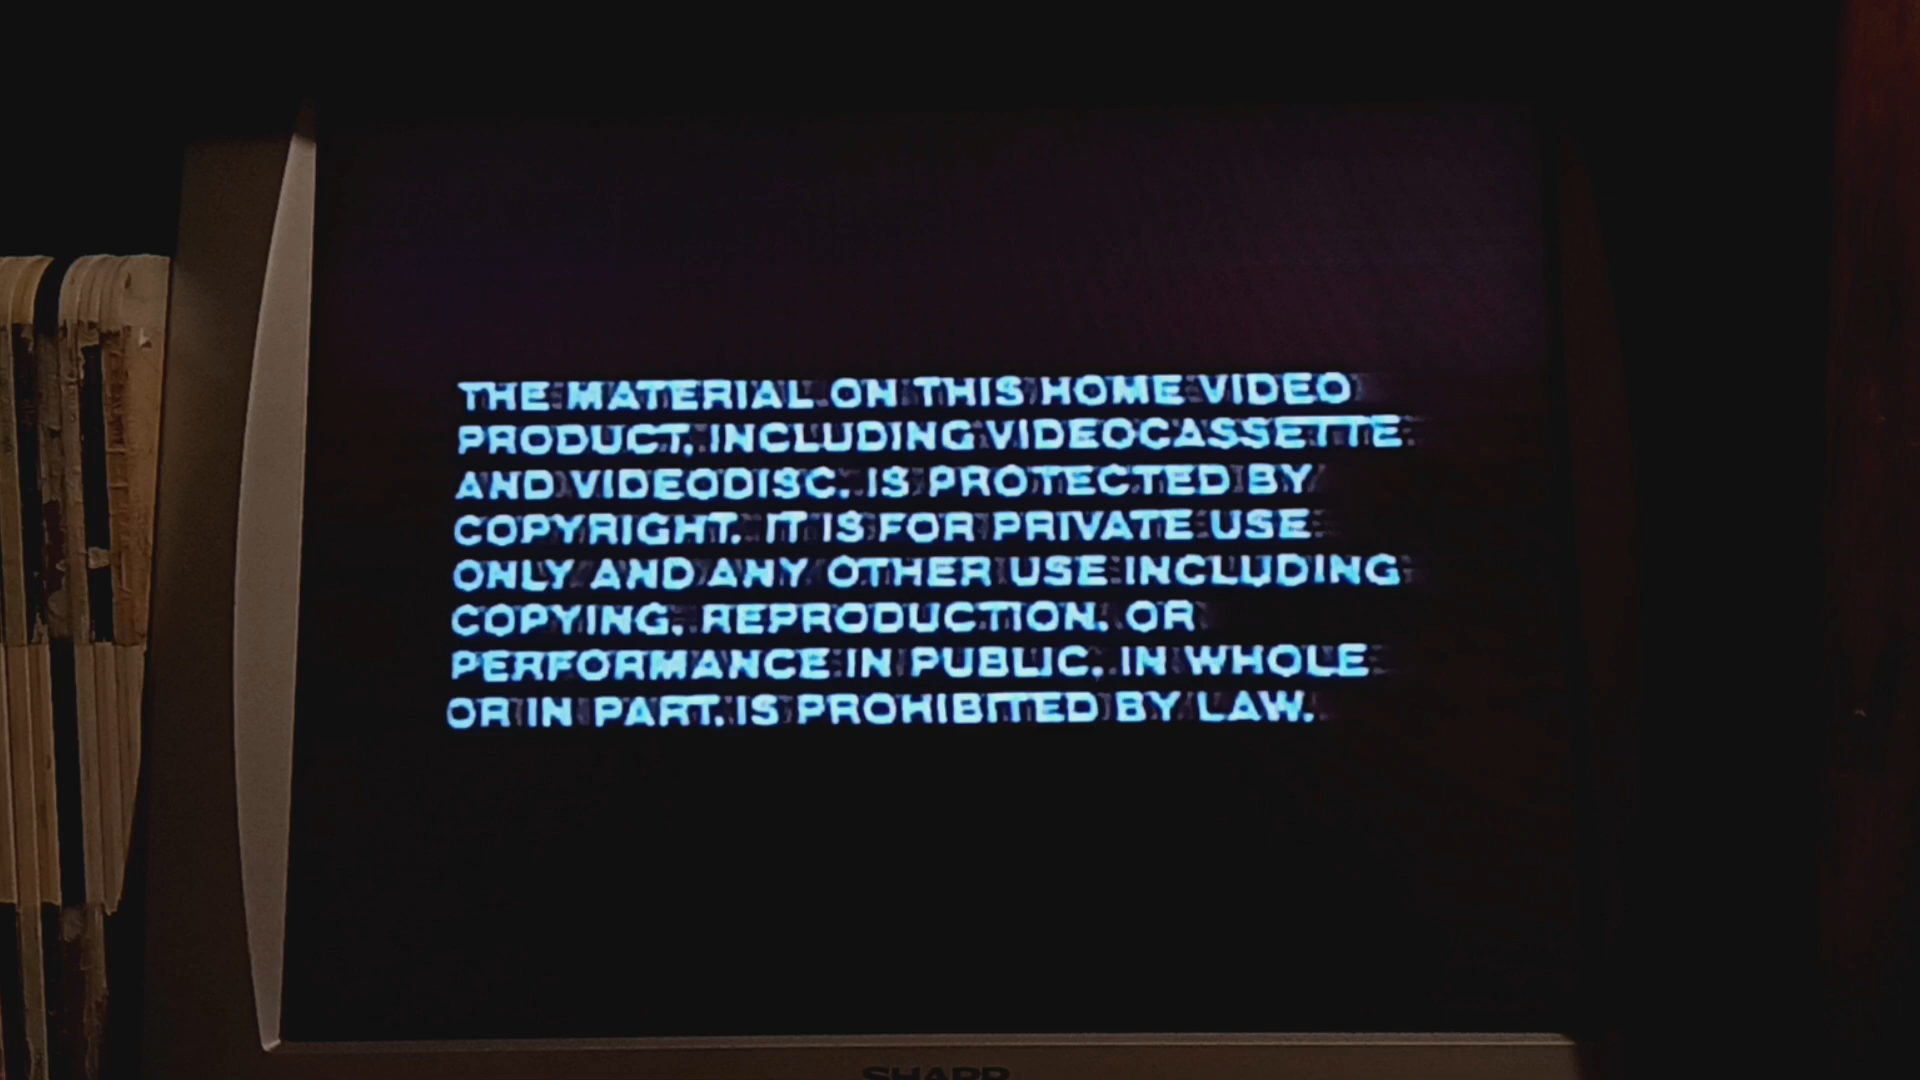 THE MATERIAL ON THIS HOME VIDEO
PRODUCT, INCLUDING VIDEOCASSETTE
AND VIDEODISC, IS PROTECTED BY
COPYRIGHT. IT IS FOR PRIVATE USE
ONLY AND ANY OTHER USE INCLUDING
COPYING, REPRODUCTION, OR
PERFORMANCE IN PUBLIC, IN WHOLE
OR IN PART, IS PROHIBITED BY LAW.
SHARP